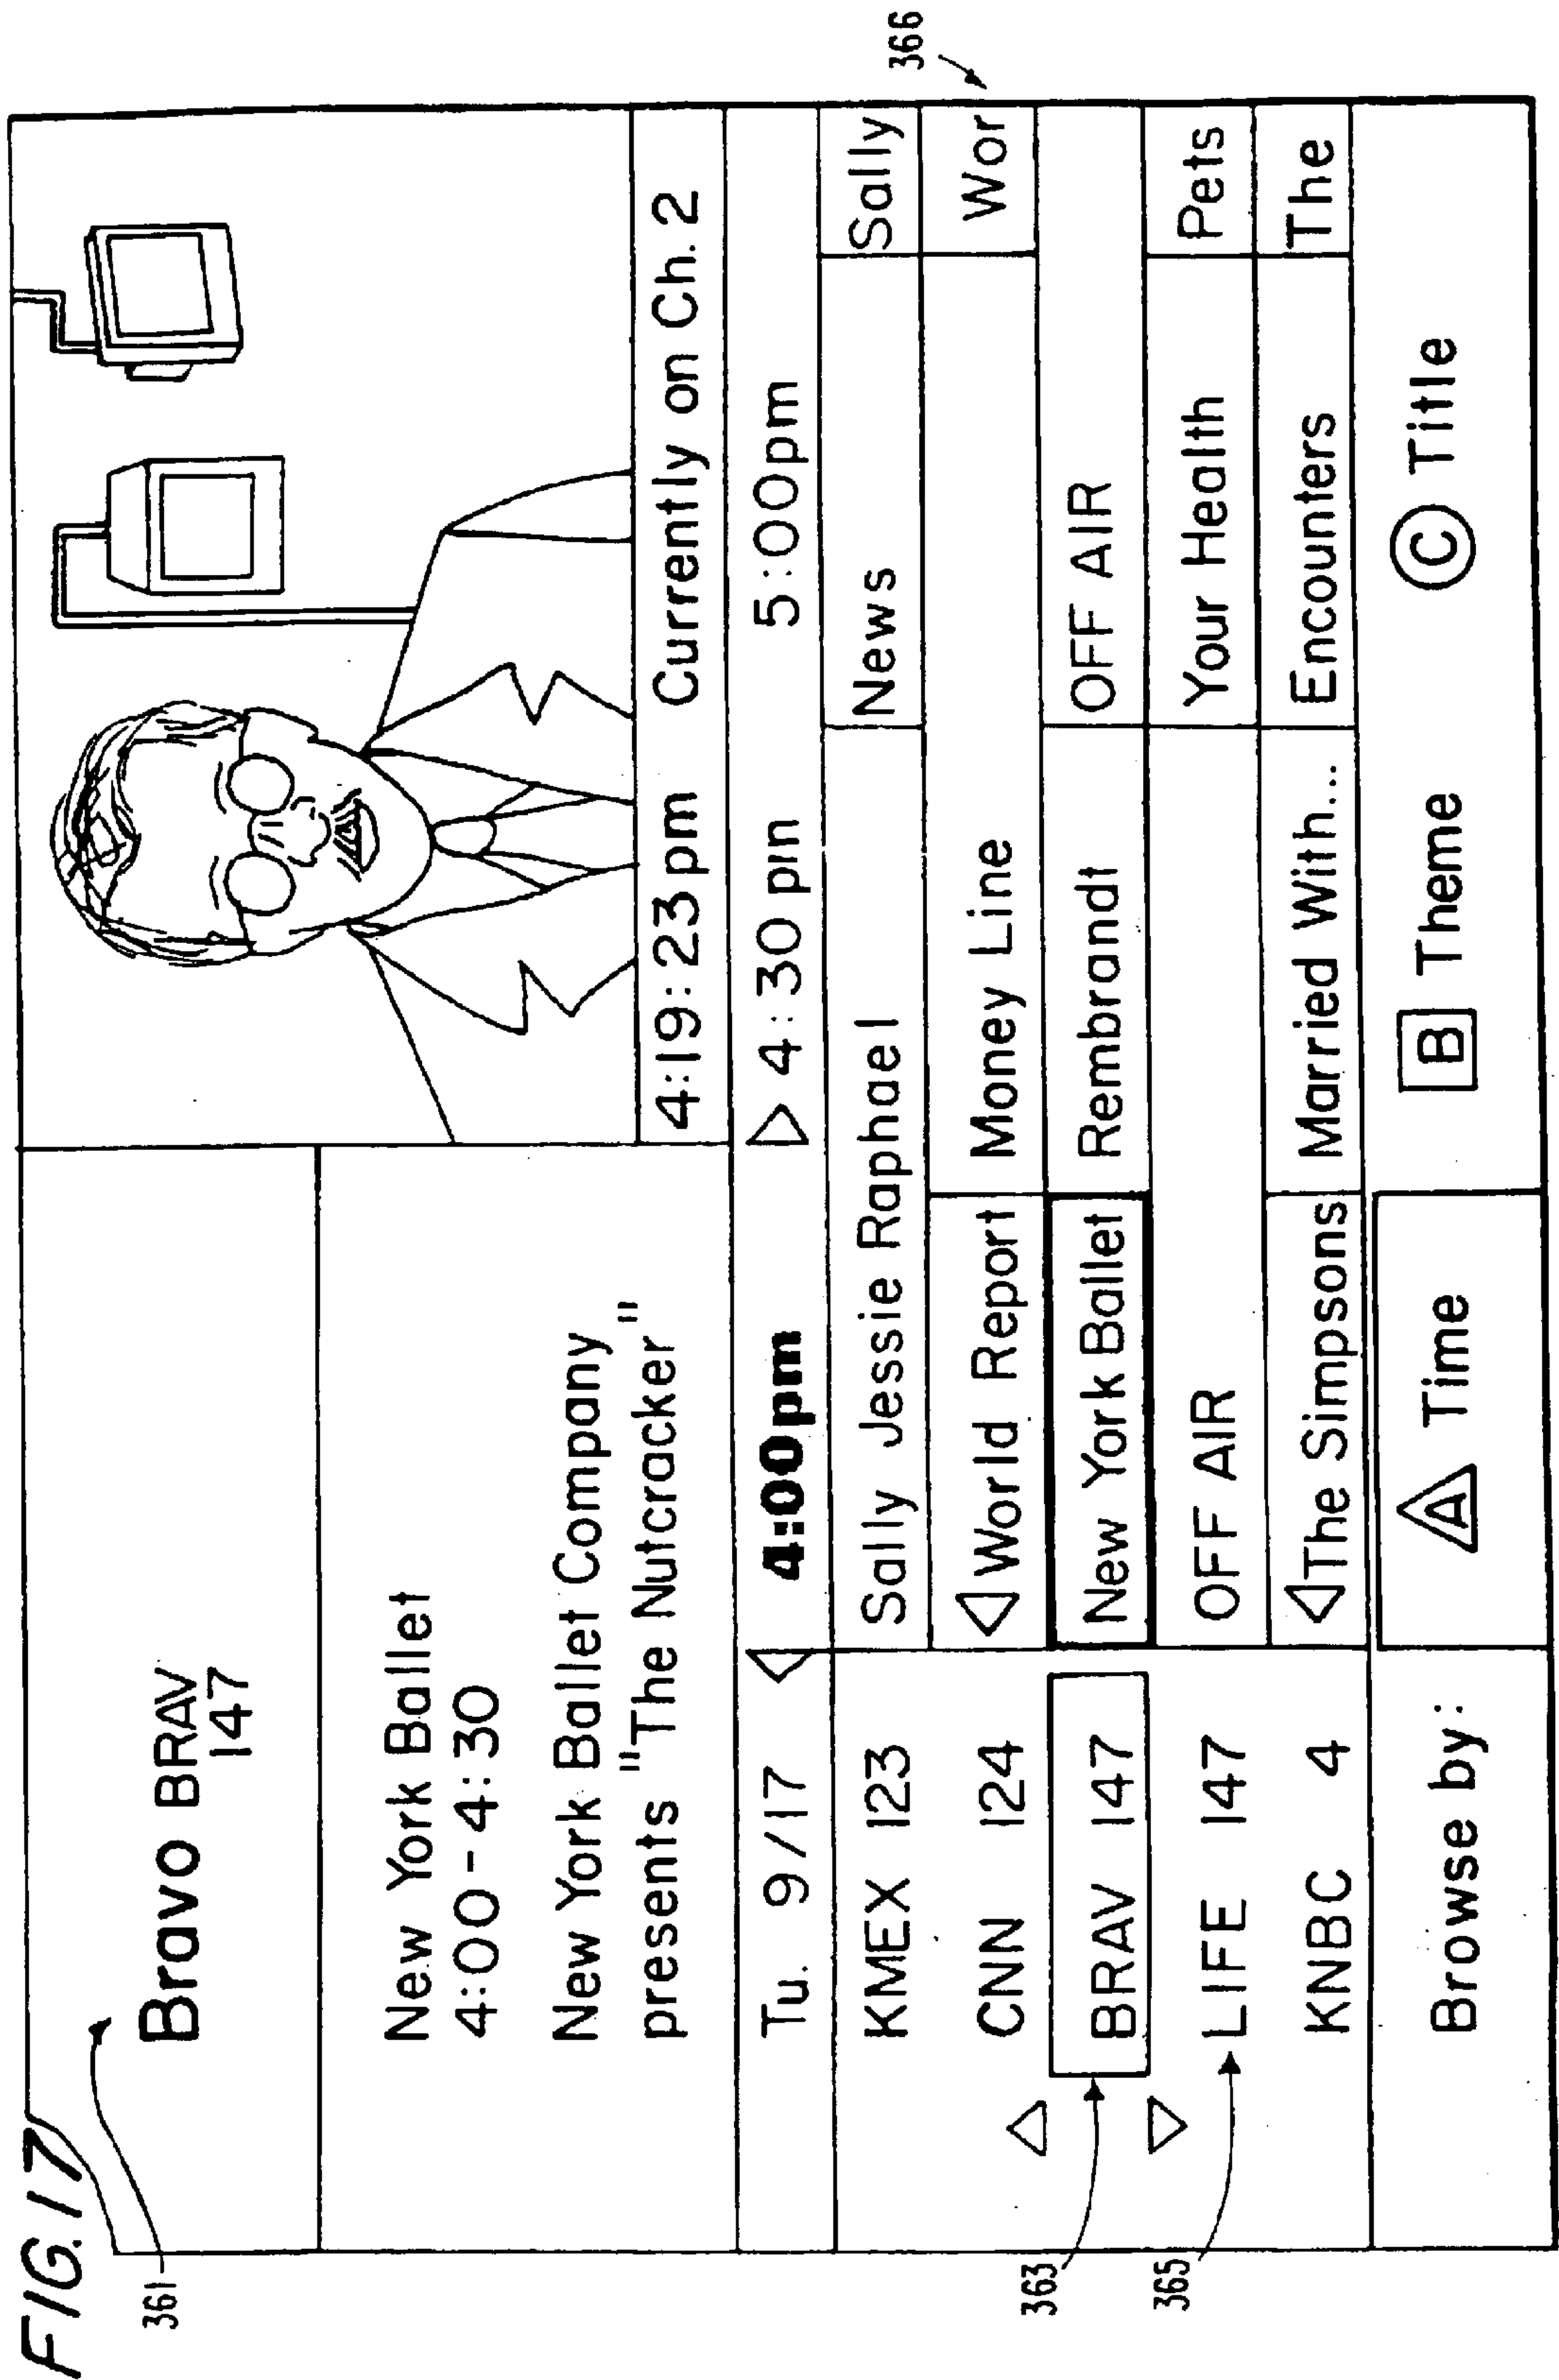 FIG. 17
361
Bravo BRAV
147
New York Ballet
4:00-4:30
New York Ballet Company
presents "The Nutcracker"
4:19:23pm Currently on Ch. 2
Tu. 9/17 4:00pm 4:30pm 5:00pm
KMEX 123 Sally Jessie Raphael News Sally
CNN 124 World Report Money Line Wor
BRAV 147 New York Ballet Rembrandt OFF AIR
LIFE 147 OFF AIR Your Health Pets
KNBC 4 The Simpsons Married With... Encounters The
Browse by: A Time B Theme C Title
363
365
366